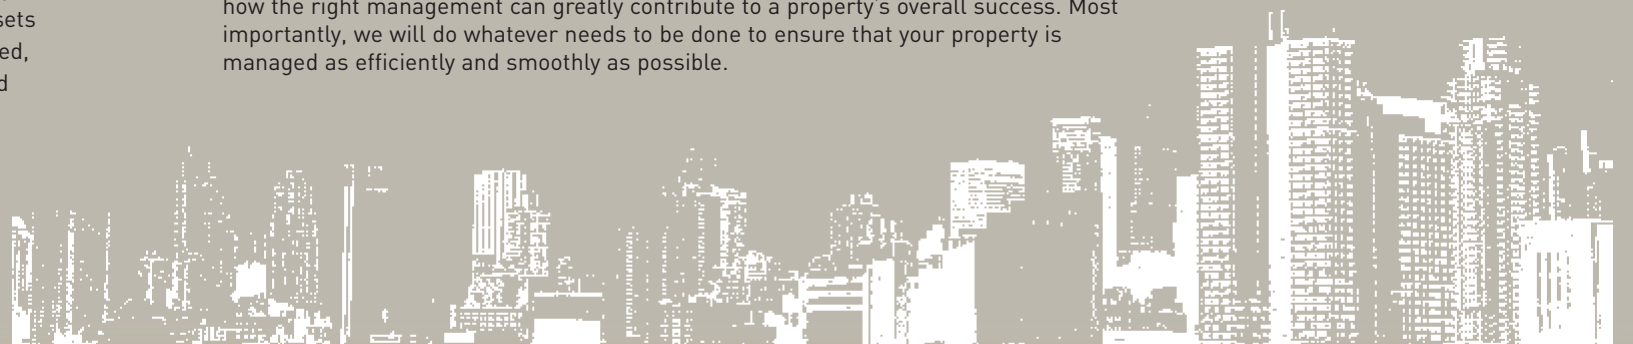 sets
ed,
d
how the right management can greatly contribute to a property's overall success. Most
importantly, we will do whatever needs to be done to ensure that your property is
managed as efficiently and smoothly as possible.